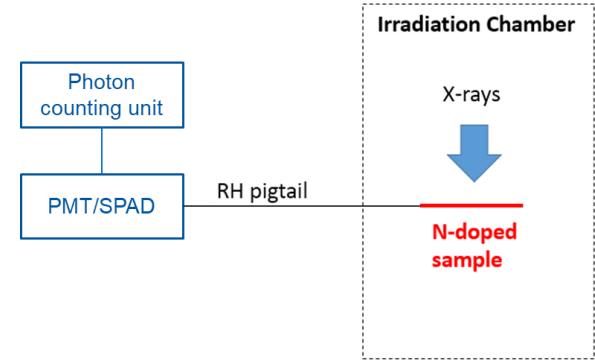 Irradiation Chamber
Photon
counting unit
X-rays
PMT/SPAD
RH pigtail
N-doped
sample